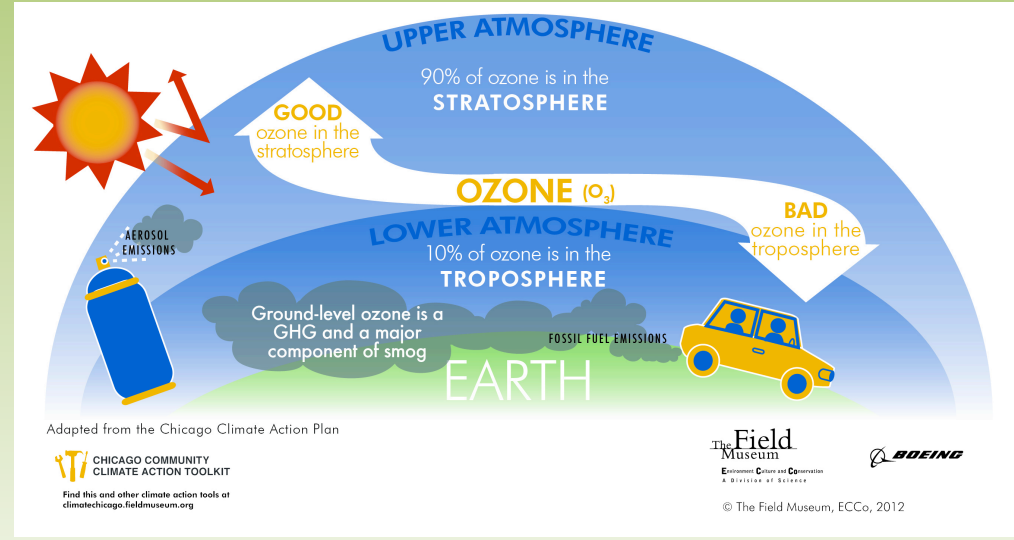 UPPER ATMOSPHERE
90% of ozone is in the
STRATOSPHERE
GOOD
ozone in the
stratosphere
OZONE (O₃)
BAD
ozone in the
troposphere
LOWER ATMOSPHERE
10% of ozone is in the
TROPOSPHERE
AEROSOL
EMISSIONS
Ground-level ozone is a
GHG and a major
component of smog
FOSSIL FUEL EMISSIONS
EARTH
Adapted from the Chicago Climate Action Plan
CHICAGO COMMUNITY
CLIMATE ACTION TOOLKIT
Find this and other climate action tools at
climatechicago.fieldmuseum.org
The Field
Museum
Environment Culture and Conservation
A Division of Science
BOEING
© The Field Museum, ECCo, 2012